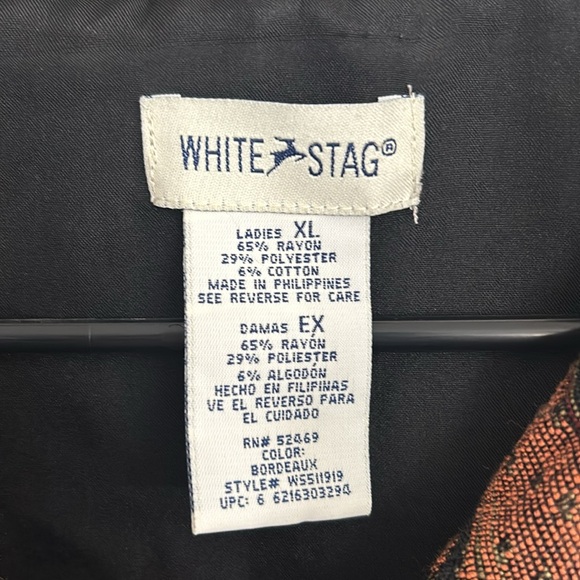 WHITE STAG®
LADIES XL
65% RAYON
29% POLYESTER
6% COTTON
MADE IN PHILIPPINES
SEE REVERSE FOR CARE
DAMAS EX
65% RAYÓN
29% POLIESTER
6% ALGODÓN
HECHO EN FILIPINAS
VE EL REVERSO PARA
EL CUIDADO
RN# 52469
COLOR:
BORDEAUX
STYLE# WS511919
UPC: 6 6216303294